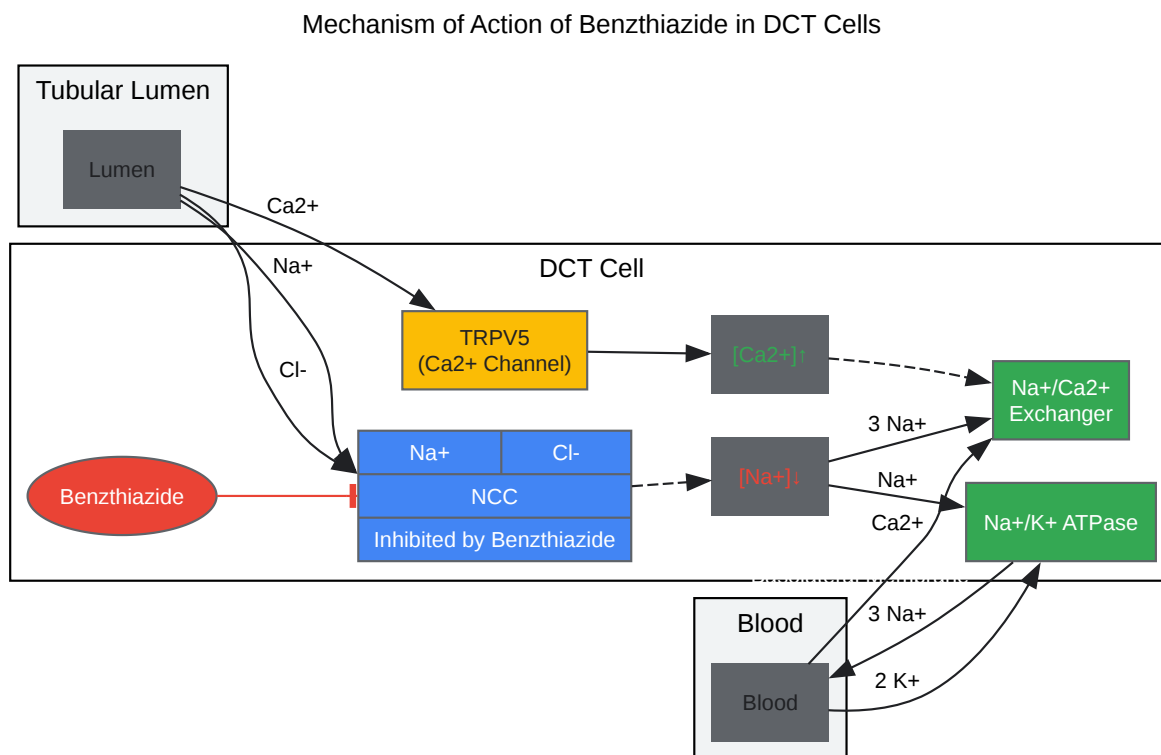 Mechanism of Action of Benzthiazide in DCT Cells
Tubular Lumen
Lumen
Ca2+
Na+
Cl-
DCT Cell
TRPV5
(Ca2+ Channel)
[Ca2+]↑
Na+/Ca2+
Exchanger
3 Na+
Na+
Cl-
NCC
Inhibited by Benzthiazide
Benzthiazide
[Na+]↓
Na+
Ca2+
Na+/K+ ATPase
Basolateral Membrane
Blood
3 Na+
Blood
2 K+